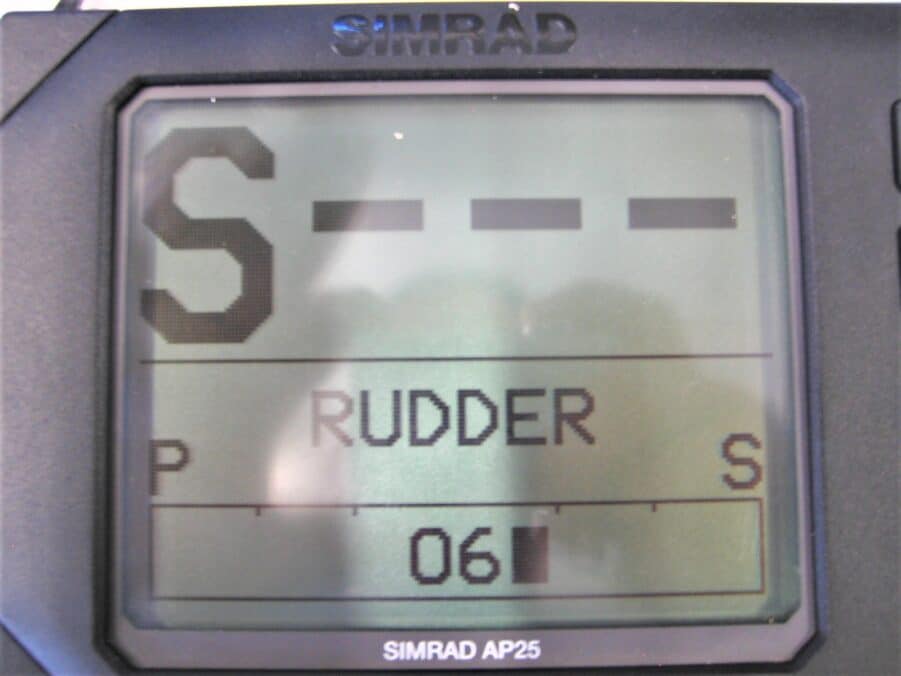 SIMRAD
S – – –
RUDDER
P S
06
SIMRAD AP25